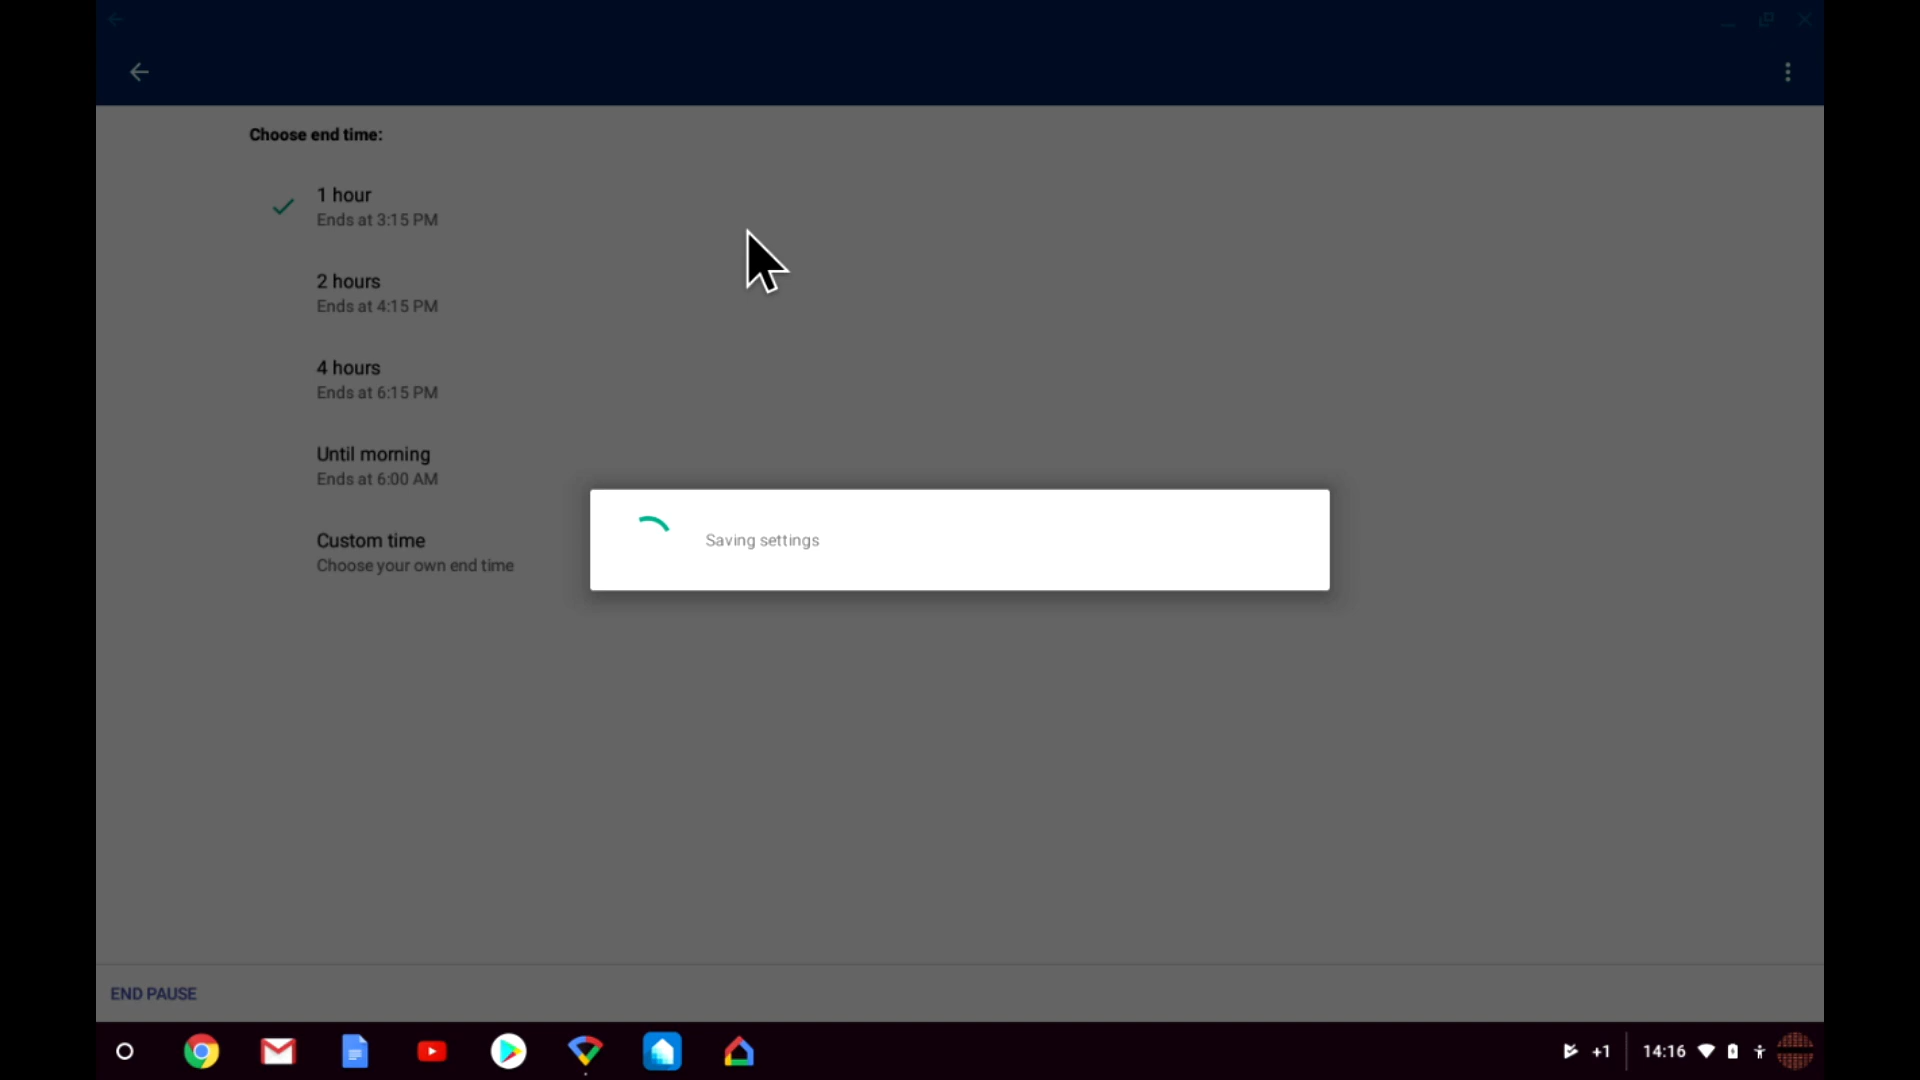 Choose end time:
1 hour
Ends at 3:15 PM
2 hours
Ends at 4:15 PM
4 hours
Ends at 6:15 PM
Until morning
Ends at 6:00 AM
Custom time
Choose your own end time
Saving settings
END PAUSE
+1
14:16